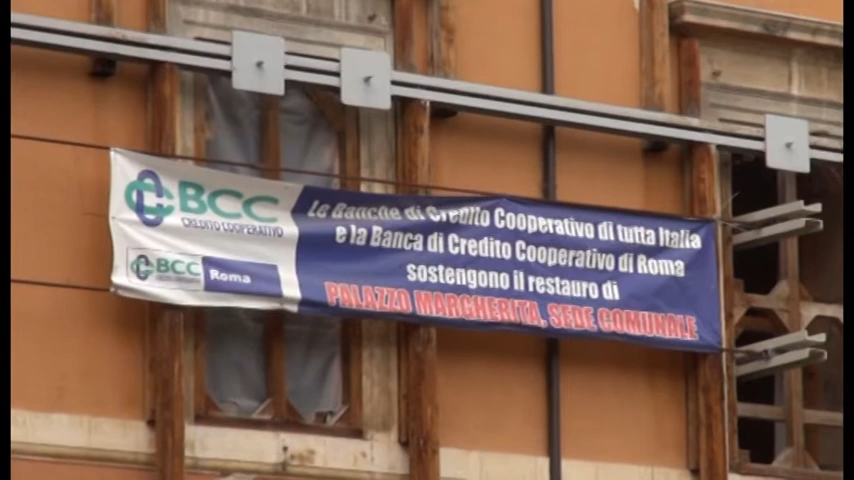 BCC
CREDITO COOPERATIVO
BCC
Roma
Le Banche di Credito Cooperativo di tutta Italia
e la Banca di Credito Cooperativo di Roma
sostengono il restauro di
PALAZZO MARGHERITA, SEDE COMUNALE